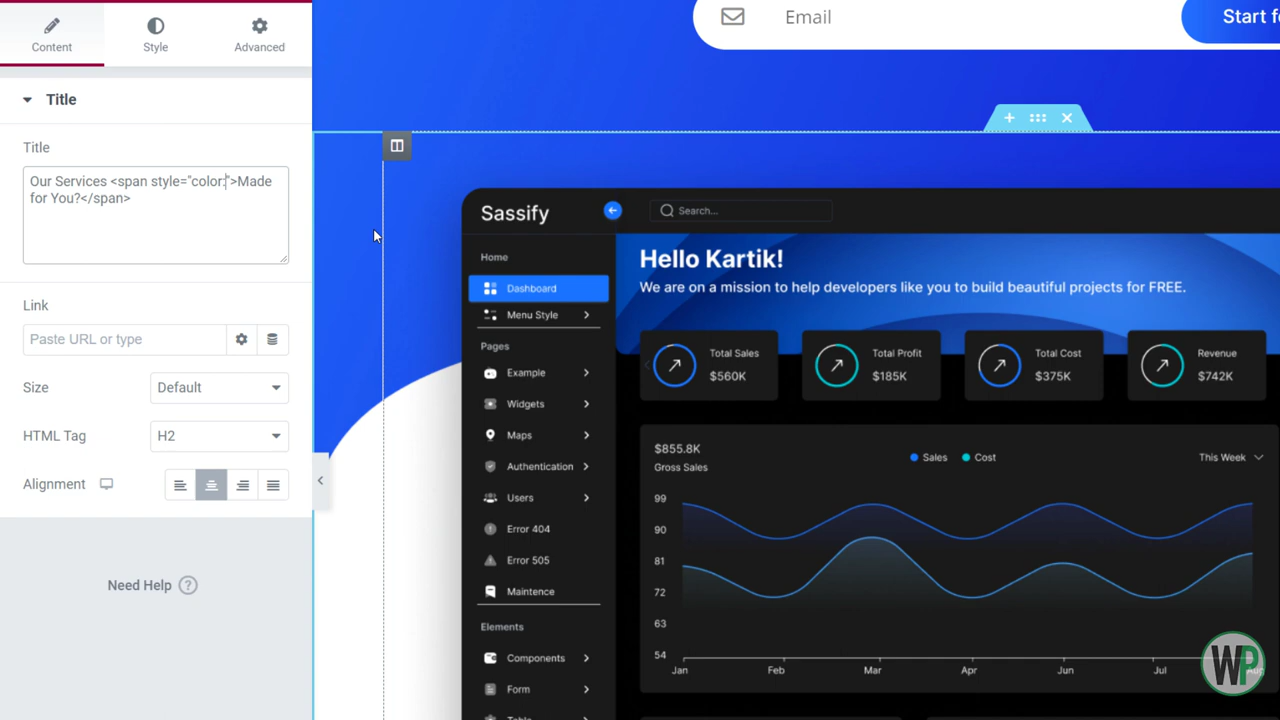 Content
Style
Advanced
Title
Title
Our Services <span style="color:">Made
for You?</span>
Link
Paste URL or type
Size
Default
HTML Tag
H2
Alignment
Need Help ?
Email
Start f
Sassify
Search...
Home
Dashboard
Menu Style
Pages
Example
Widgets
Maps
Authentication
Users
Error 404
Error 505
Maintence
Elements
Components
Form
Hello Kartik!
We are on a mission to help developers like you to build beautiful projects for FREE.
Total Sales
$560K
Total Profit
$185K
Total Cost
$375K
Revenue
$742K
$855.8K
Gross Sales
Sales
Cost
This Week
99
90
81
72
63
54
Jan Feb Mar Apr Jun Jul
WP